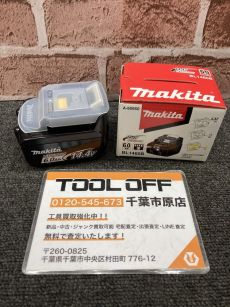 makita
A-60660
makita
6.0
BL1460B
6.0Ah
14.4V
TOOL OFF
0120-545-673 千葉市原店
工具買取強化中！！
新品・中古・ジャンク買取可能 宅配査定・出張査定・LINE査定
無料で査定いたします！
〒260-0825
千葉県千葉市中央区村田町 776-12